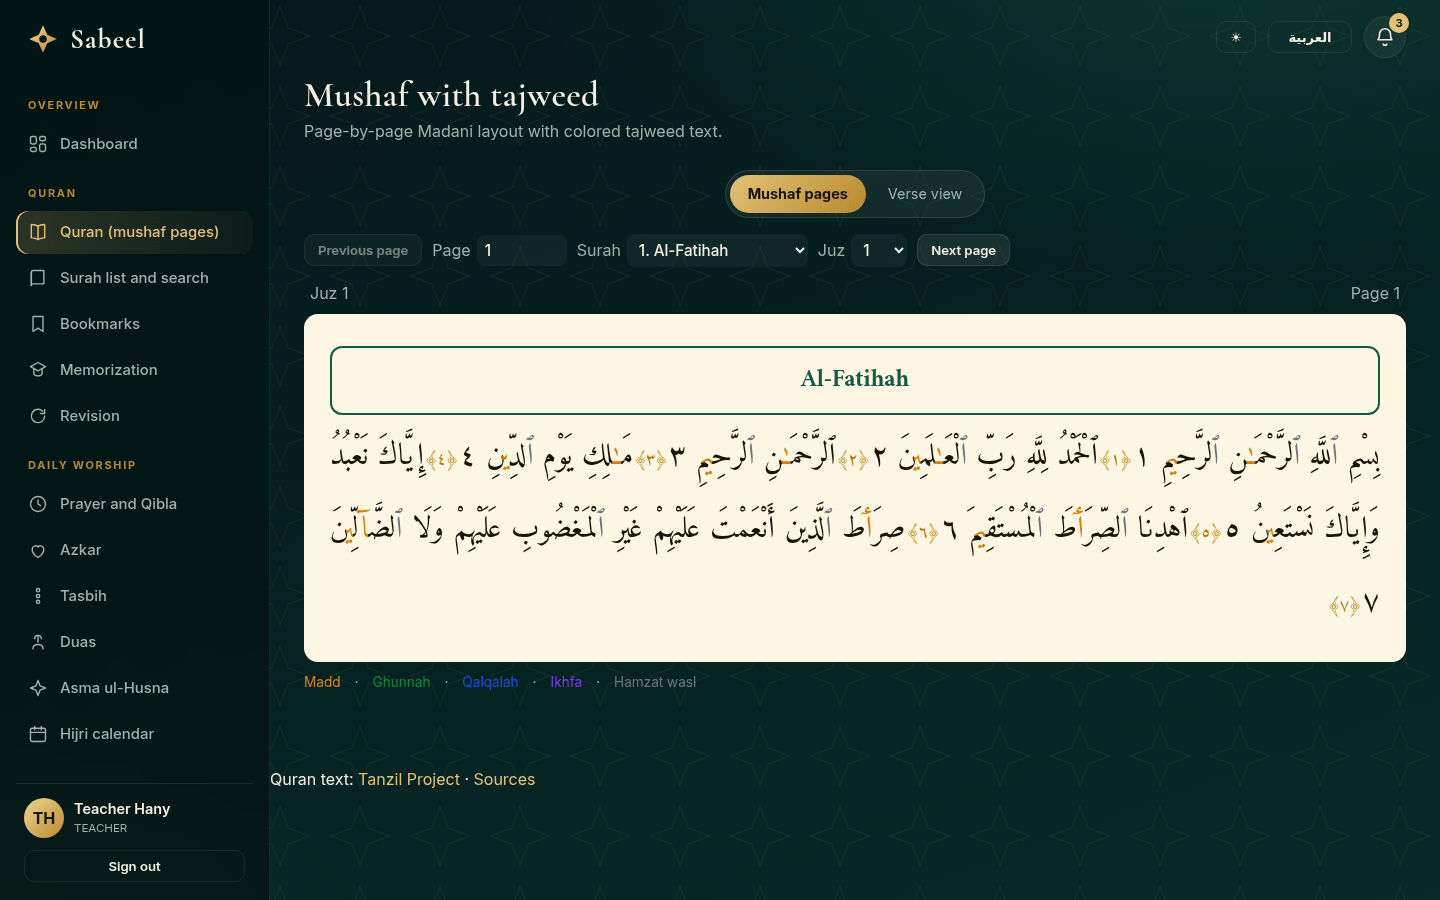 Sabeel
OVERVIEW
Dashboard
QURAN
Quran (mushaf pages)
Surah list and search
Bookmarks
Memorization
Revision
DAILY WORSHIP
Prayer and Qibla
Azkar
Tasbih
Duas
Asma ul-Husna
Hijri calendar
TH
Teacher Hany
TEACHER
Sign out
☀
العربية
3
Mushaf with tajweed
Page-by-page Madani layout with colored tajweed text.
Mushaf pages
Verse view
Previous page
Page 1
Surah 1. Al-Fatihah
Juz 1
Next page
Juz 1
Page 1
Al-Fatihah
بِسْمِ ٱللَّهِ ٱلرَّحْمَـٰنِ ٱلرَّحِيمِ ١﴿١﴾ٱلْحَمْدُ لِلَّهِ رَبِّ ٱلْعَـٰلَمِينَ ٢﴿٢﴾ٱلرَّحْمَـٰنِ ٱلرَّحِيمِ ٣﴿٣﴾مَـٰلِكِ يَوْمِ ٱلدِّينِ ٤﴿٤﴾إِيَّاكَ نَعْبُدُ
وَإِيَّاكَ نَسْتَعِينُ ٥﴿٥﴾ٱهْدِنَا ٱلصِّرَٰطَ ٱلْمُسْتَقِيمَ ٦﴿٦﴾صِرَٰطَ ٱلَّذِينَ أَنْعَمْتَ عَلَيْهِمْ غَيْرِ ٱلْمَغْضُوبِ عَلَيْهِمْ وَلَا ٱلضَّآلِّينَ
٧﴿٧﴾
Madd · Ghunnah · Qalqalah · Ikhfa · Hamzat wasl
Quran text: Tanzil Project · Sources